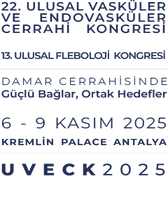 22. ULUSAL VASKÜLER
VE ENDOVASKÜLER
CERRAHİ KONGRESİ
13. ULUSAL FLEBOLOJİ KONGRESİ
DAMAR CERRAHİSİNDE
Güçlü Bağlar, Ortak Hedefler
6 - 9 KASIM 2025
KREMLİN PALACE ANTALYA
UVECK2025